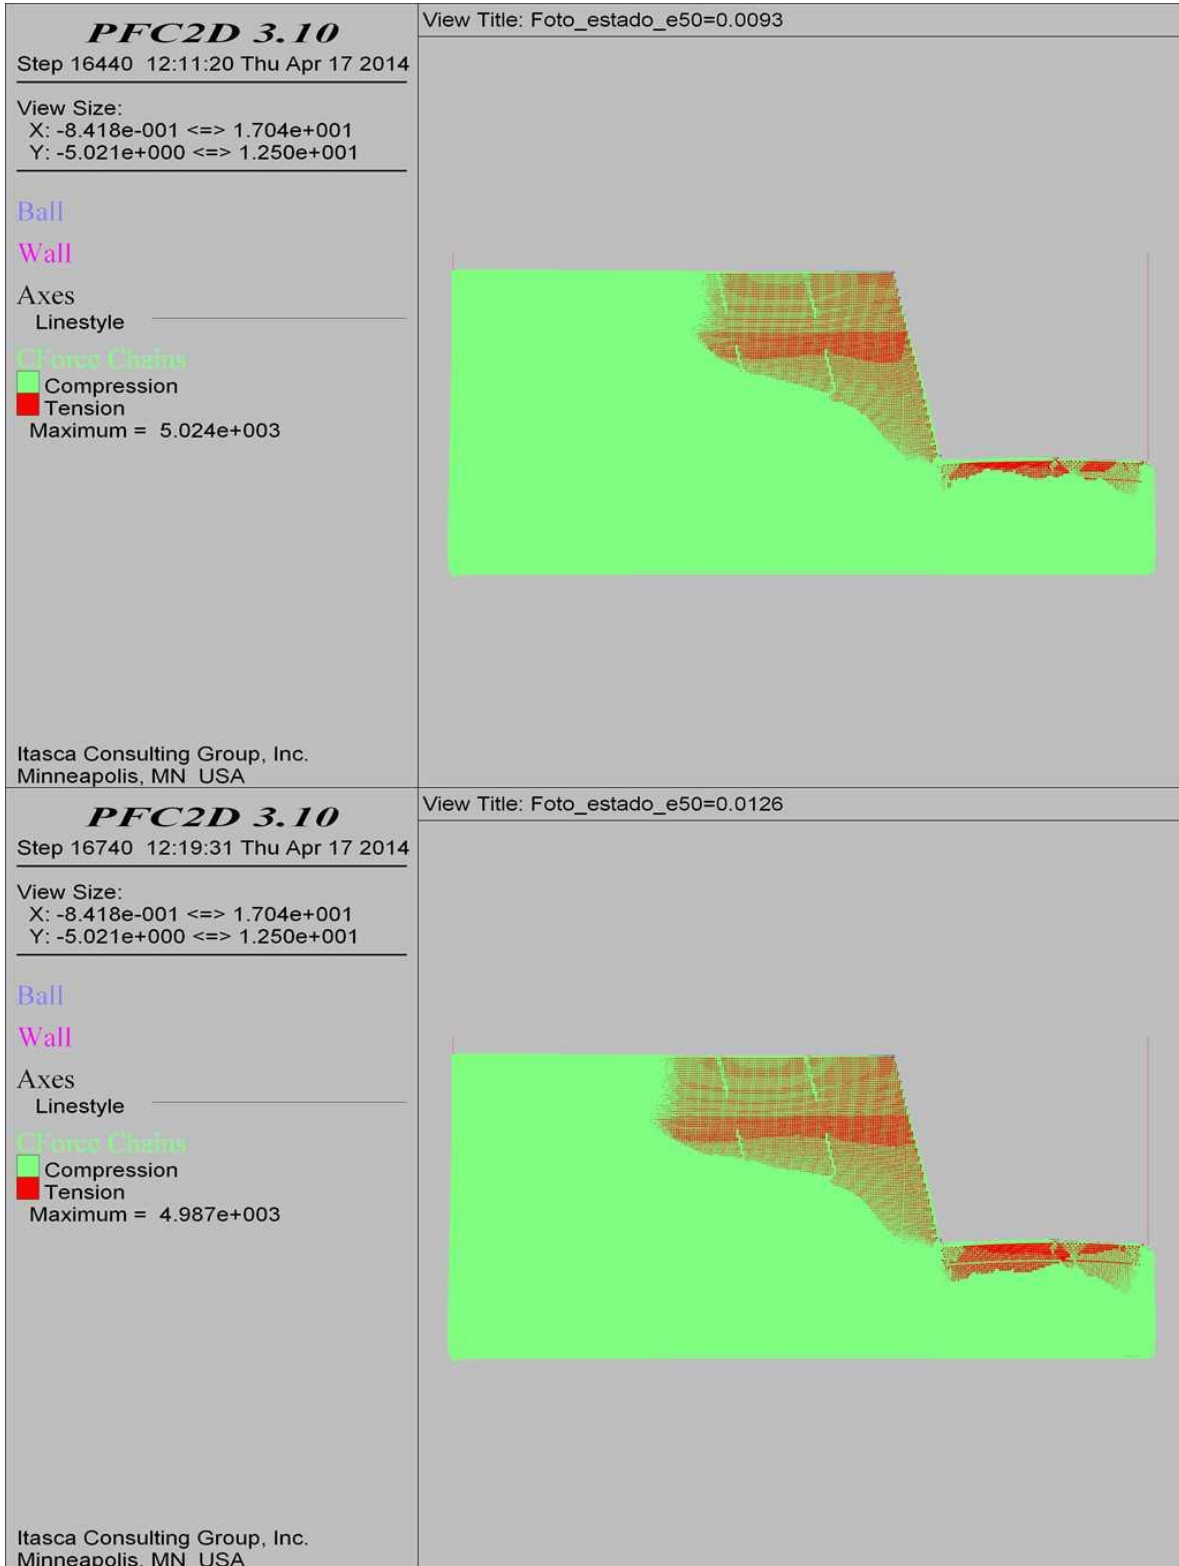 PFC2D 3.10
Step 16440 12:11:20 Thu Apr 17 2014
View Size:
X: -8.418e-001 <=> 1.704e+001
Y: -5.021e+000 <=> 1.250e+001
Ball
Wall
Axes
Linestyle
CForce Chains
Compression
Tension
Maximum = 5.024e+003
Itasca Consulting Group, Inc.
Minneapolis, MN USA
View Title: Foto_estado_e50=0.0093
PFC2D 3.10
Step 16740 12:19:31 Thu Apr 17 2014
View Size:
X: -8.418e-001 <=> 1.704e+001
Y: -5.021e+000 <=> 1.250e+001
Ball
Wall
Axes
Linestyle
CForce Chains
Compression
Tension
Maximum = 4.987e+003
Itasca Consulting Group, Inc.
Minneapolis, MN USA
View Title: Foto_estado_e50=0.0126